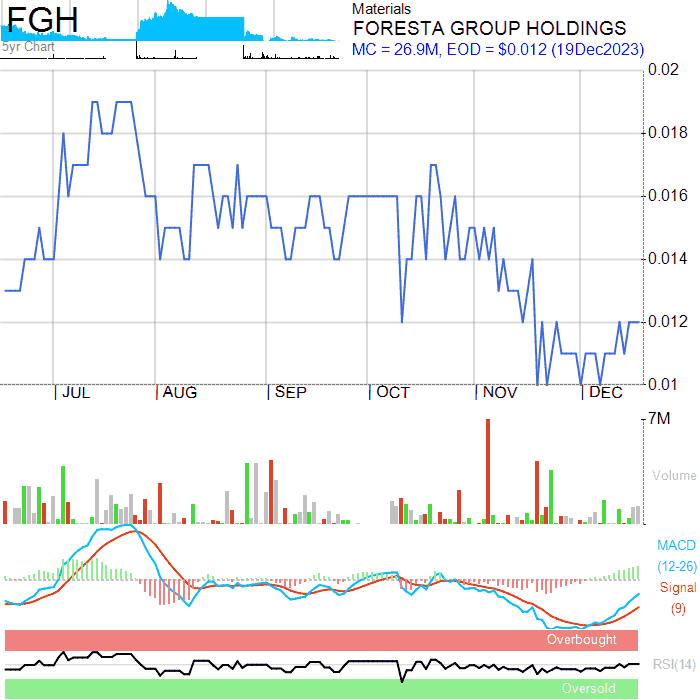 FGH
5yr Chart
Materials
FORESTA GROUP HOLDINGS
MC = 26.9M, EOD = $0.012 (19Dec2023)
0.02
0.018
0.016
0.014
0.012
0.01
JUL AUG SEP OCT NOV DEC
7M
Volume
MACD
(12-26)
Signal
(9)
Overbought
RSI(14)
Oversold